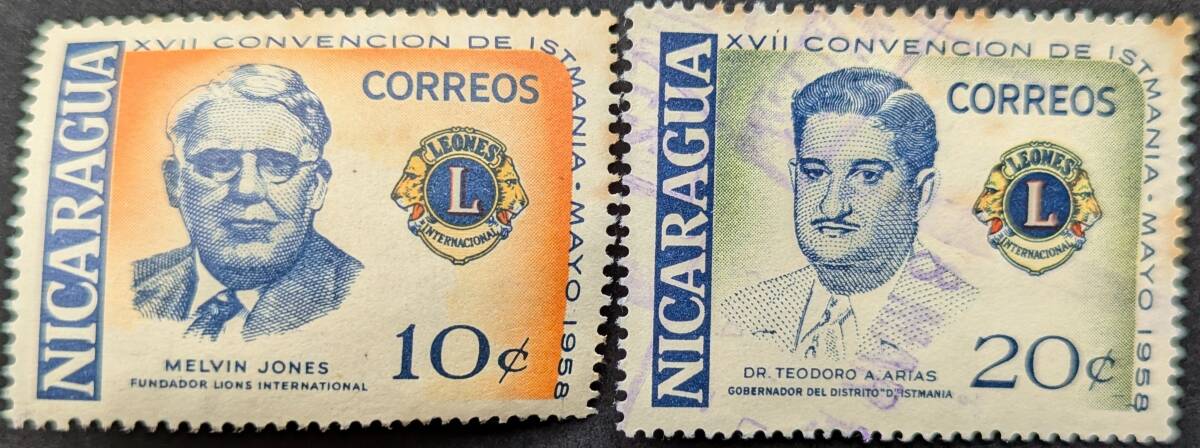 NICARAGUA
XVII CONVENCION DE ISTMANIA - MAYO 1958
CORREOS
LEONES
L
INTERNACIONAL
10¢
MELVIN JONES
FUNDADOR LIONS INTERNATIONAL
NICARAGUA
XVII CONVENCION DE ISTMANIA - MAYO 1958
CORREOS
LEONES
L
INTERNACIONAL
20¢
DR. TEODORO A. ARIAS
GOBERNADOR DEL DISTRITO "D," ISTMANIA